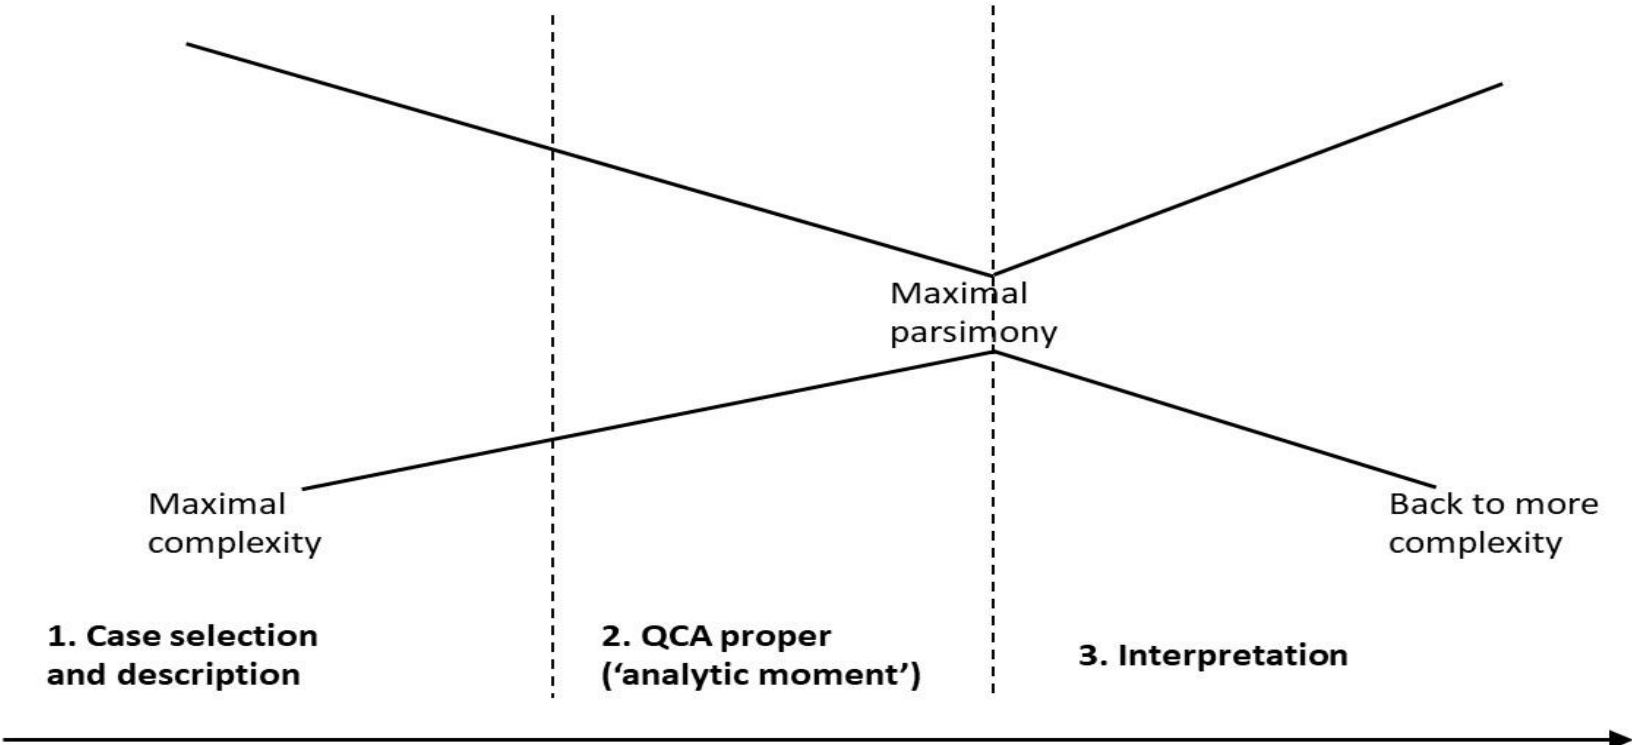 Maximal
parsimony
Maximal
complexity
Back to more
complexity
1. Case selection
and description
2. QCA proper
(‘analytic moment’)
3. Interpretation